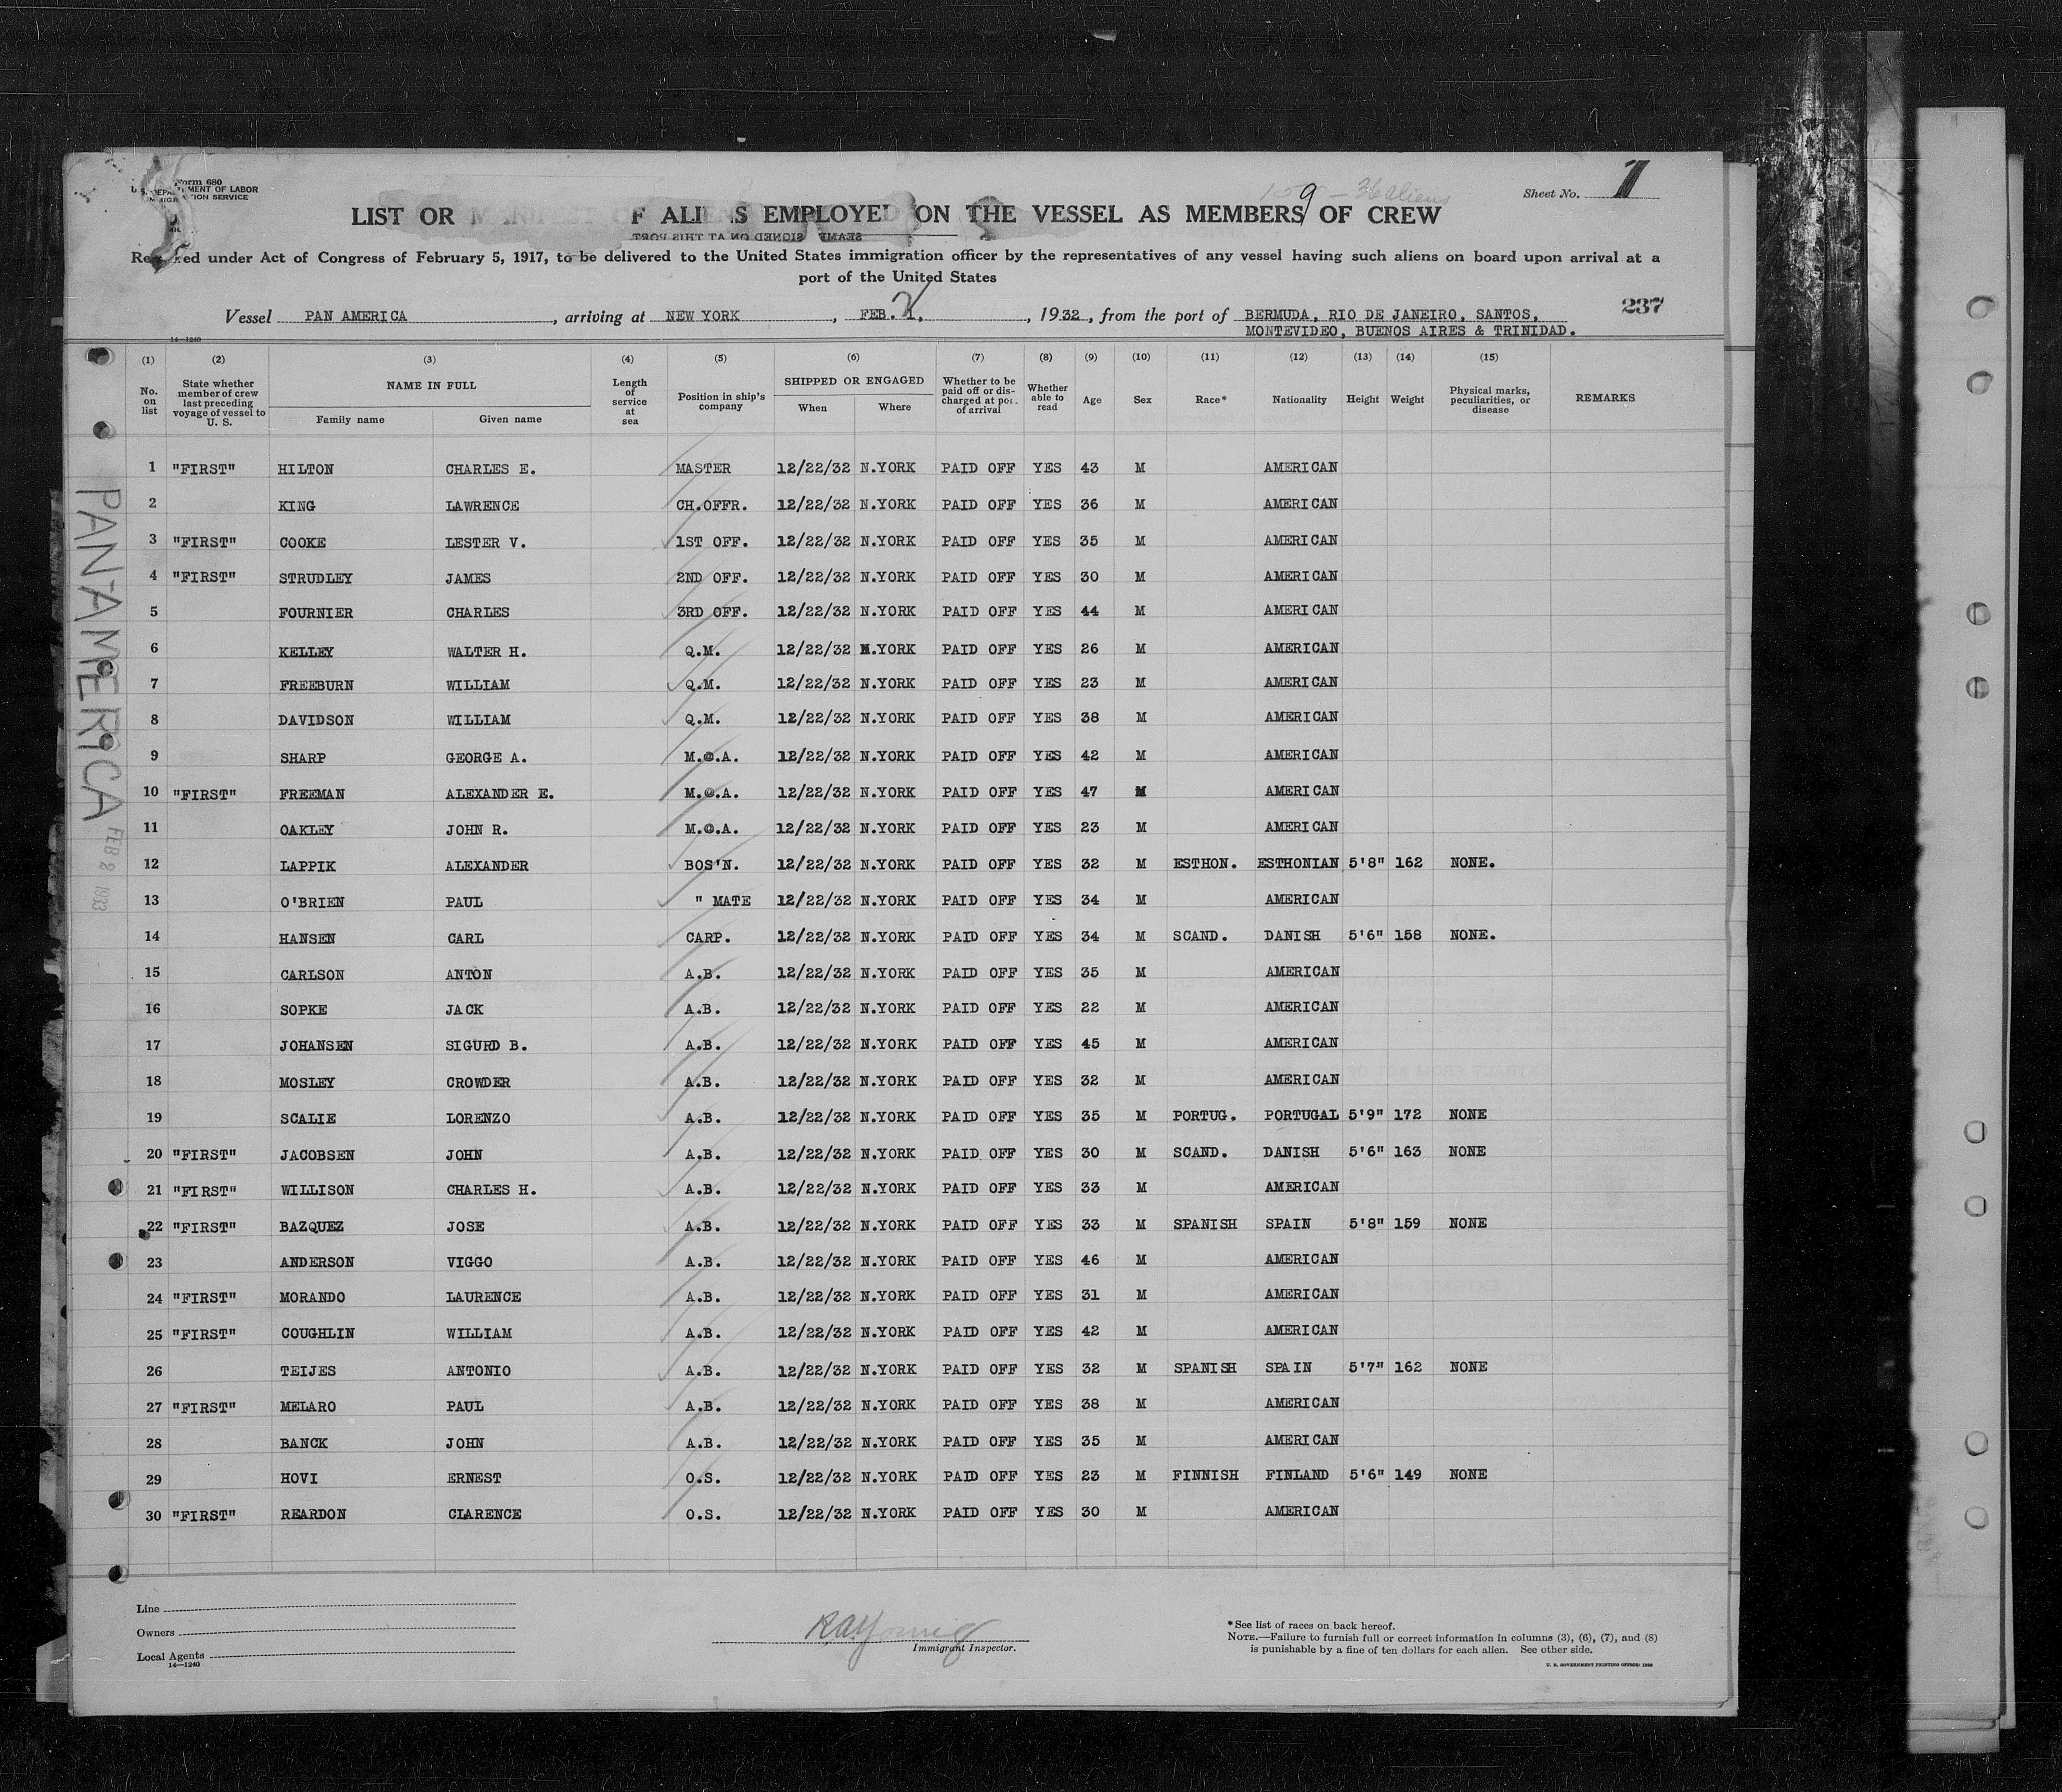 Form 680
U. S. DEPARTMENT OF LABOR
IMMIGRATION SERVICE
Sheet No. 1
36 aliens
LIST OR MANIFEST OF ALIENS EMPLOYED ON THE VESSEL AS MEMBERS OF CREW
SIGNED ON AT THIS PORT
Required under Act of Congress of February 5, 1917, to be delivered to the United States immigration officer by the representatives of any vessel having such aliens on board upon arrival at a
port of the United States
237
Vessel PAN AMERICA, arriving at NEW YORK, FEB. 2, 1932, from the port of BERMUDA, RIO DE JANEIRO, SANTOS,
MONTEVIDEO, BUENOS AIRES & TRINIDAD.
14—1240
(1) (2) (3) (4) (5) (6) (7) (8) (9) (10) (11) (12) (13) (14) (15)
No. on list State whether member of crew last preceding voyage of vessel to U. S. NAME IN FULL Family name Given name Length of service at sea Position in ship's company SHIPPED OR ENGAGED When Where Whether to be paid off or discharged at port of arrival Whether able to read Age Sex Race* Nationality Height Weight Physical marks, peculiarities, or disease REMARKS
1 "FIRST" HILTON CHARLES E. MASTER 12/22/32 N.YORK PAID OFF YES 43 M AMERICAN
2 KING LAWRENCE CH.OFFR. 12/22/32 N.YORK PAID OFF YES 36 M AMERICAN
3 "FIRST" COOKE LESTER V. 1ST OFF. 12/22/32 N.YORK PAID OFF YES 35 M AMERICAN
4 "FIRST" STRUDLEY JAMES 2ND OFF. 12/22/32 N.YORK PAID OFF YES 30 M AMERICAN
5 FOURNIER CHARLES 3RD OFF. 12/22/32 N.YORK PAID OFF YES 44 M AMERICAN
6 KELLEY WALTER H. Q.M. 12/22/32 N.YORK PAID OFF YES 26 M AMERICAN
7 FREEBURN WILLIAM Q.M. 12/22/32 N.YORK PAID OFF YES 23 M AMERICAN
8 DAVIDSON WILLIAM Q.M. 12/22/32 N.YORK PAID OFF YES 38 M AMERICAN
9 SHARP GEORGE A. M.@.A. 12/22/32 N.YORK PAID OFF YES 42 M AMERICAN
10 "FIRST" FREEMAN ALEXANDER E. M.@.A. 12/22/32 N.YORK PAID OFF YES 47 M AMERICAN
11 OAKLEY JOHN R. M.@.A. 12/22/32 N.YORK PAID OFF YES 23 M AMERICAN
12 LAPPIK ALEXANDER BOS'N. 12/22/32 N.YORK PAID OFF YES 32 M ESTHON. ESTHONIAN 5'8" 162 NONE.
13 O'BRIEN PAUL " MATE 12/22/32 N.YORK PAID OFF YES 34 M AMERICAN
14 HANSEN CARL CARP. 12/22/32 N.YORK PAID OFF YES 34 M SCAND. DANISH 5'6" 158 NONE.
15 CARLSON ANTON A.B. 12/22/32 N.YORK PAID OFF YES 35 M AMERICAN
16 SOPKE JACK A.B. 12/22/32 N.YORK PAID OFF YES 22 M AMERICAN
17 JOHANSEN SIGURD B. A.B. 12/22/32 N.YORK PAID OFF YES 45 M AMERICAN
18 MOSLEY CROWDER A.B. 12/22/32 N.YORK PAID OFF YES 32 M AMERICAN
19 SCALIE LORENZO A.B. 12/22/32 N.YORK PAID OFF YES 35 M PORTUG. PORTUGAL 5'9" 172 NONE
20 "FIRST" JACOBSEN JOHN A.B. 12/22/32 N.YORK PAID OFF YES 30 M SCAND. DANISH 5'6" 163 NONE
21 "FIRST" WILLISON CHARLES H. A.B. 12/22/32 N.YORK PAID OFF YES 33 M AMERICAN
22 "FIRST" BAZQUEZ JOSE A.B. 12/22/32 N.YORK PAID OFF YES 33 M SPANISH SPAIN 5'8" 159 NONE
23 ANDERSON VIGGO A.B. 12/22/32 N.YORK PAID OFF YES 46 M AMERICAN
24 "FIRST" MORANDO LAURENCE A.B. 12/22/32 N.YORK PAID OFF YES 31 M AMERICAN
25 "FIRST" COUGHLIN WILLIAM A.B. 12/22/32 N.YORK PAID OFF YES 42 M AMERICAN
26 TEIJES ANTONIO A.B. 12/22/32 N.YORK PAID OFF YES 32 M SPANISH SPAIN 5'7" 162 NONE
27 "FIRST" MELARO PAUL A.B. 12/22/32 N.YORK PAID OFF YES 38 M AMERICAN
28 BANCK JOHN A.B. 12/22/32 N.YORK PAID OFF YES 35 M AMERICAN
29 HOVI ERNEST O.S. 12/22/32 N.YORK PAID OFF YES 23 M FINNISH FINLAND 5'6" 149 NONE
30 "FIRST" REARDON CLARENCE O.S. 12/22/32 N.YORK PAID OFF YES 30 M AMERICAN
PAN AMERICA
FEB 2 1933
Line
Owners
Local Agents
14—1240
R.A. Young
Immigrant Inspector.
*See list of races on back hereof.
NOTE.—Failure to furnish full or correct information in columns (3), (6), (7), and (8)
is punishable by a fine of ten dollars for each alien. See other side.
U. S. GOVERNMENT PRINTING OFFICE: